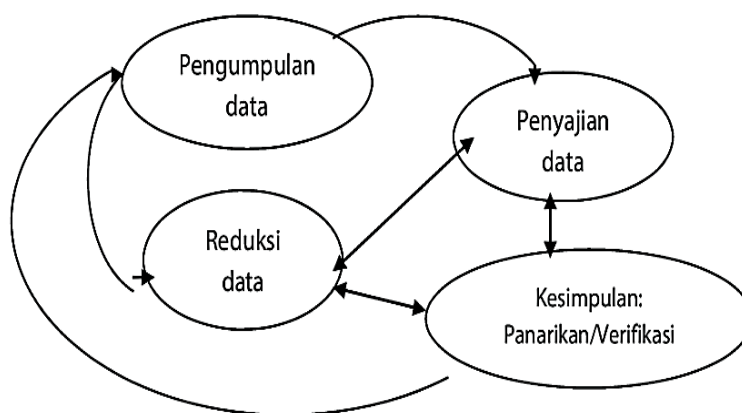 Pengumpulan
data
Penyajian
data
Reduksi
data
Kesimpulan:
Panarikan/Verifikasi